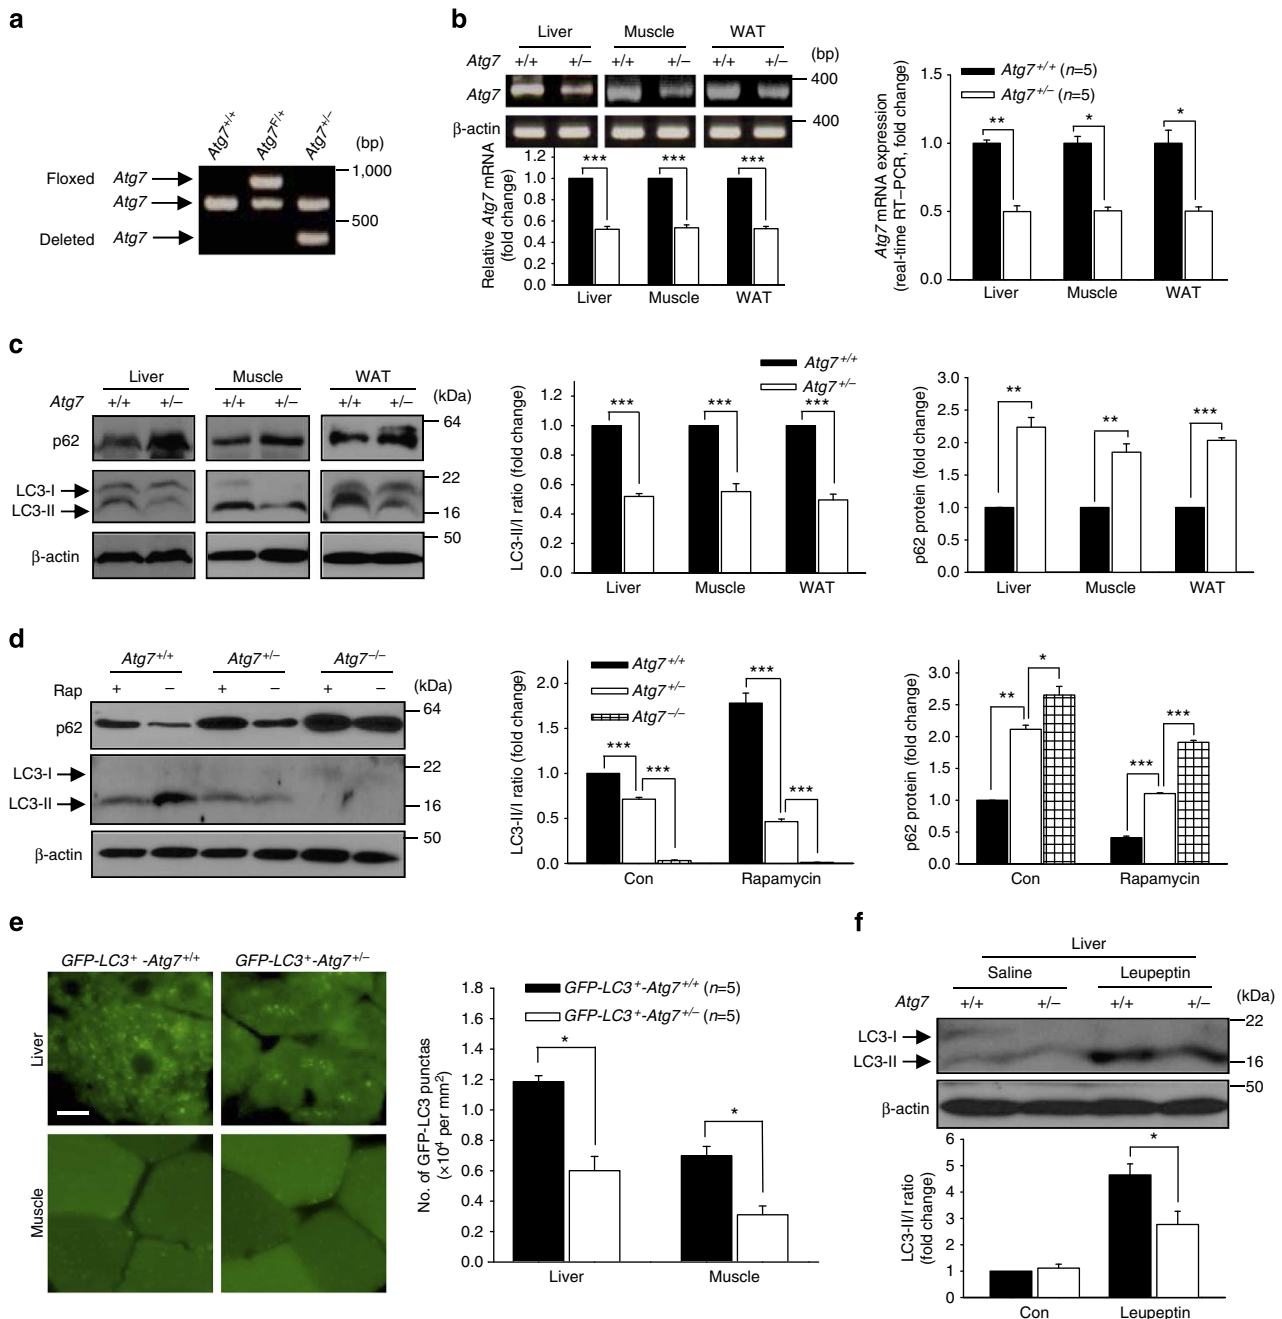 a
Atg7+/+ Atg7F/+ Atg7+/–
(bp)
Floxed Atg7
Atg7
Deleted Atg7
1,000
500
b
Liver Muscle WAT
Atg7 +/+ +/– +/+ +/– +/+ +/– (bp)
Atg7
400
β-actin
400
Relative Atg7 mRNA
(fold change)
1.2
1.0
0.8
0.6
0.4
0.2
0.0
*** *** ***
Liver Muscle WAT
Atg7 mRNA expression
(real-time RT–PCR, fold change)
1.5
1.0
0.5
0.0
Atg7+/+ (n=5)
Atg7+/– (n=5)
** * *
Liver Muscle WAT
c
Liver Muscle WAT
Atg7 +/+ +/– +/+ +/– +/+ +/– (kDa)
p62
64
LC3-I
22
LC3-II
16
β-actin
50
LC3-II/I ratio (fold change)
1.2
1.0
0.8
0.6
0.4
0.2
0.0
Atg7+/+
Atg7+/–
*** *** ***
Liver Muscle WAT
p62 protein (fold change)
3.0
2.5
2.0
1.5
1.0
0.5
0.0
** ** ***
Liver Muscle WAT
d
Atg7+/+ Atg7+/– Atg7–/–
Rap + – + – + – (kDa)
p62
64
LC3-I
22
LC3-II
16
β-actin
50
LC3-II/I ratio (fold change)
2.0
1.5
1.0
0.5
0.0
Atg7+/+
Atg7+/–
Atg7–/–
*** *** *** ***
Con Rapamycin
p62 protein (fold change)
3.0
2.5
2.0
1.5
1.0
0.5
0.0
** * *** ***
Con Rapamycin
e
GFP-LC3+ -Atg7+/+ GFP-LC3+-Atg7+/–
Liver
Muscle
No. of GFP-LC3 punctas
(×104 per mm2)
1.8
1.6
1.4
1.2
1.0
0.8
0.6
0.4
0.2
0.0
GFP-LC3+-Atg7+/+ (n=5)
GFP-LC3+-Atg7+/– (n=5)
* *
Liver Muscle
f
Liver
Saline Leupeptin
Atg7 +/+ +/– +/+ +/– (kDa)
LC3-I
22
LC3-II
16
β-actin
50
LC3-II/I ratio
(fold change)
6
5
4
3
2
1
0
*
Con Leupeptin